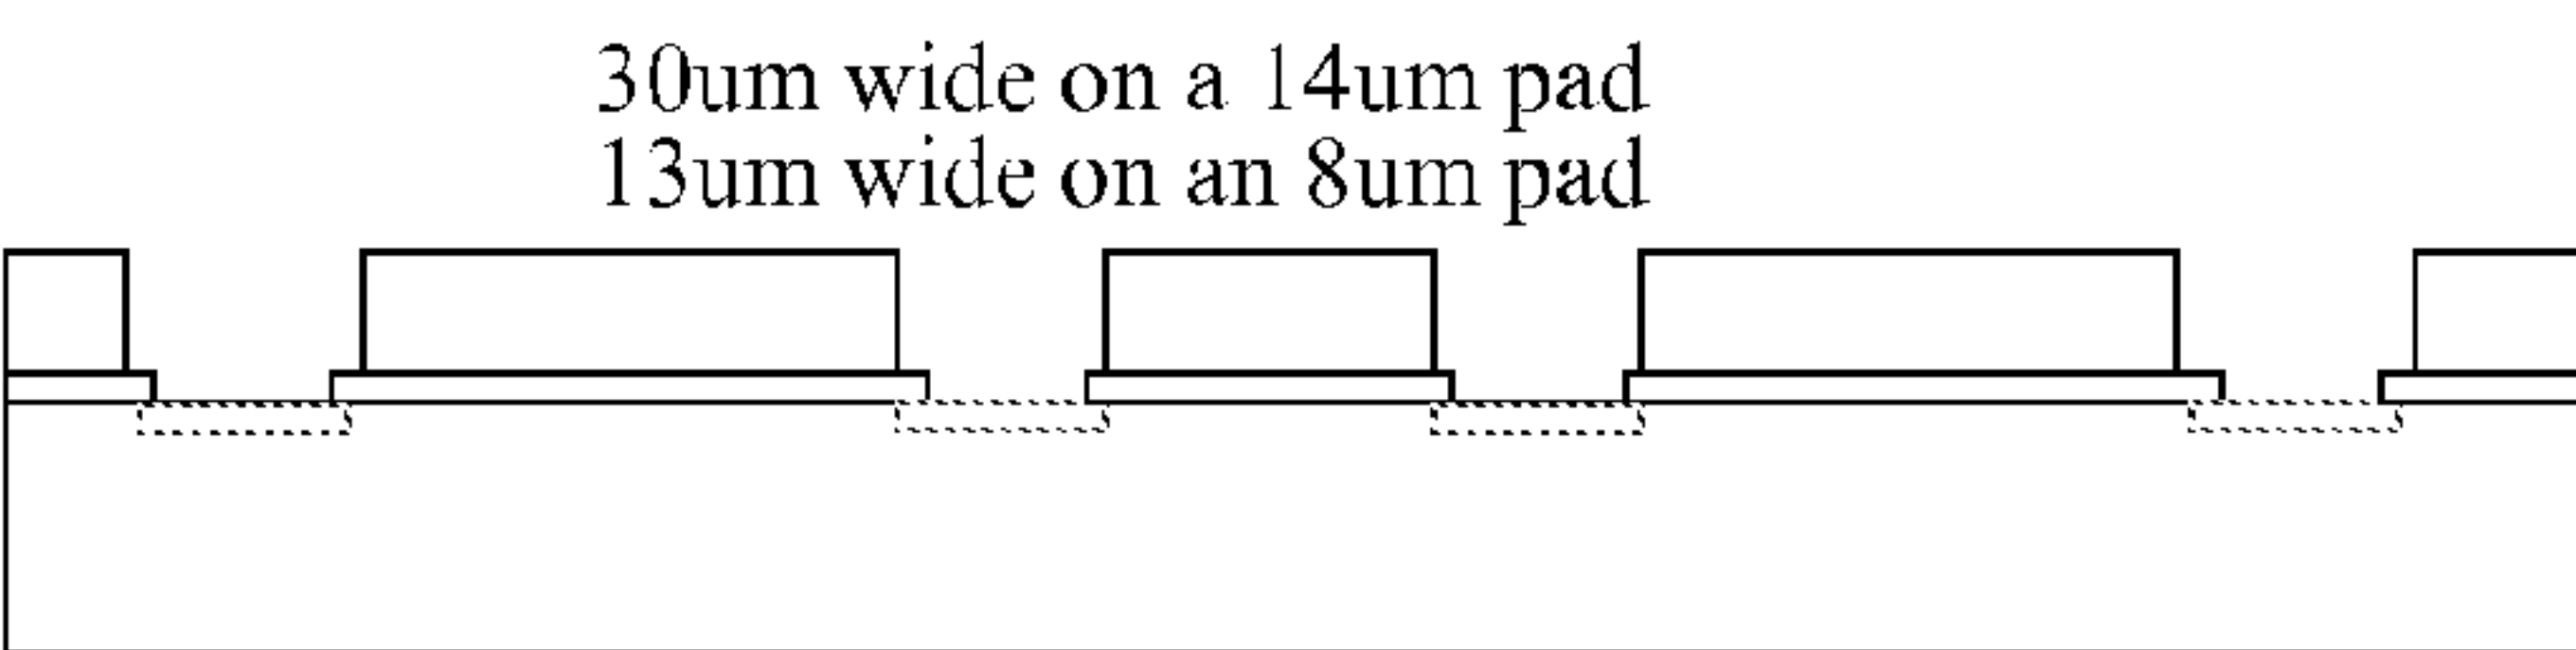 30um wide on a 14um pad
13um wide on an 8um pad